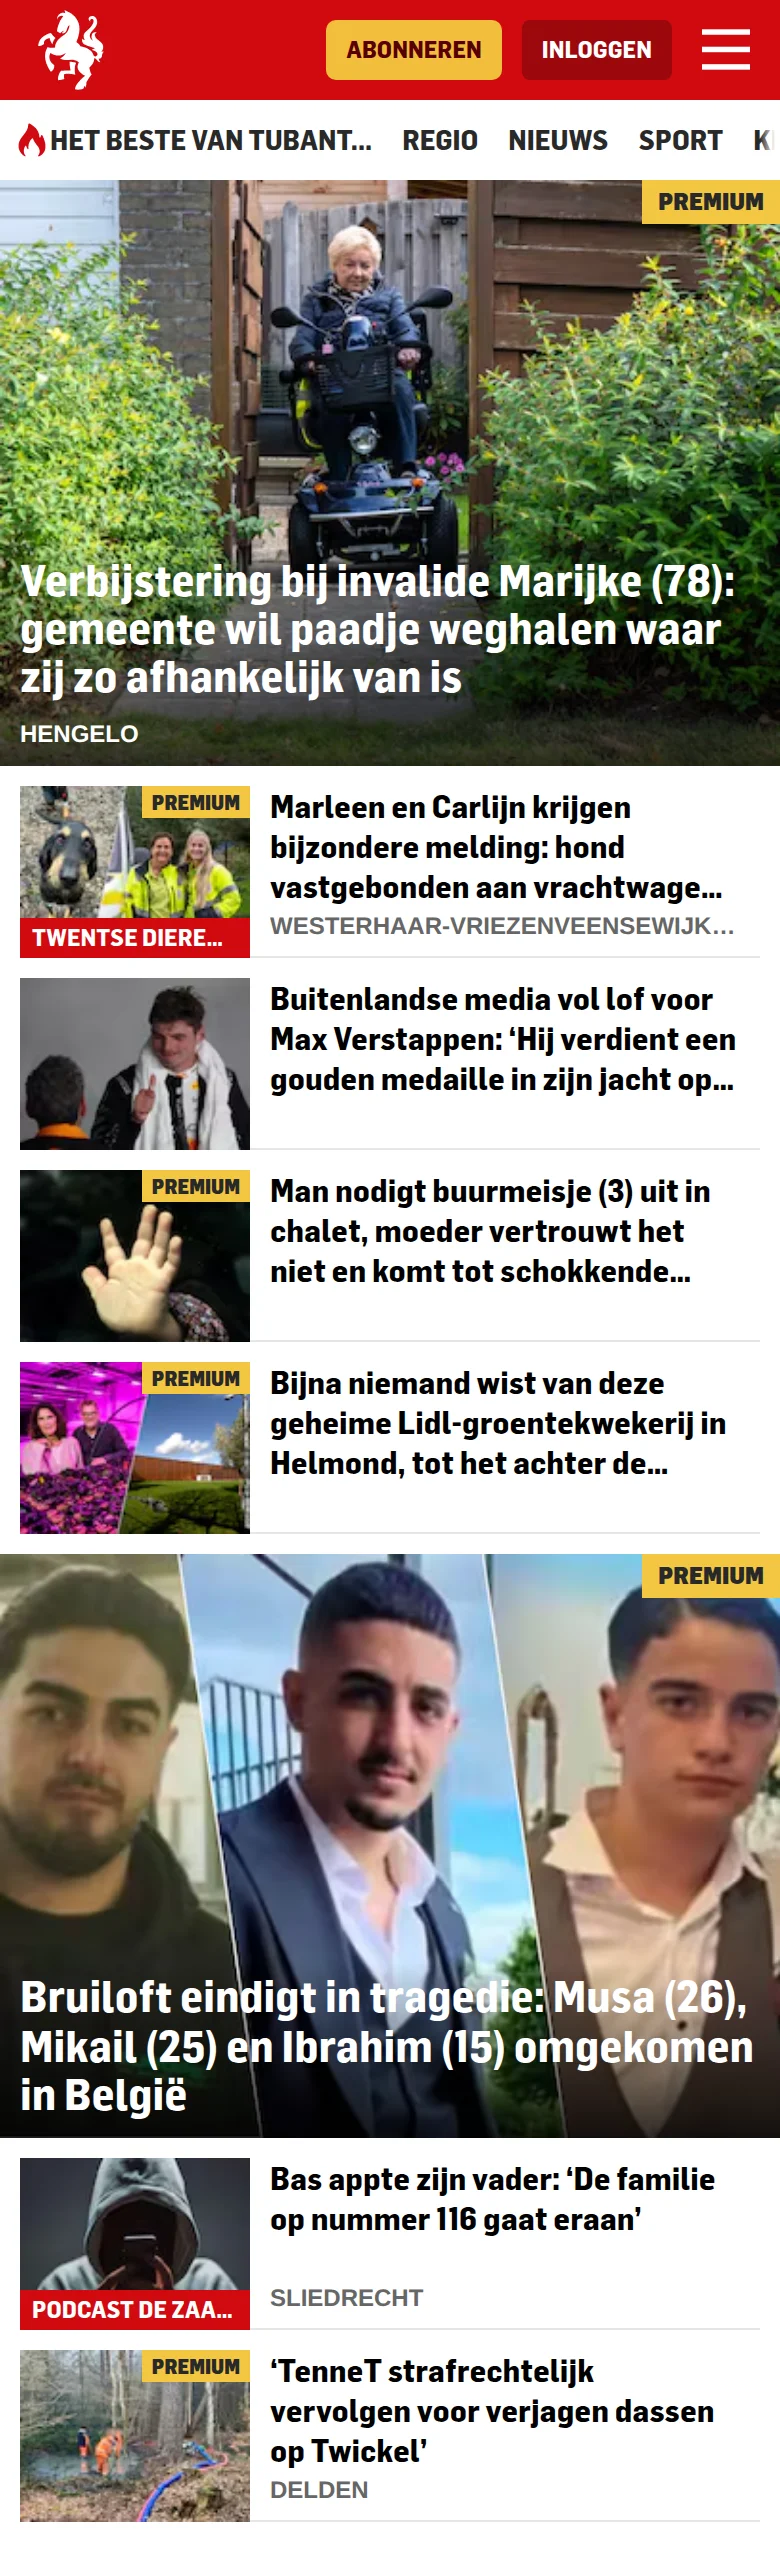 ABONNEREN
INLOGGEN
HET BESTE VAN TUBANT... REGIO NIEUWS SPORT
PREMIUM
Verbijstering bij invalide Marijke (78):
gemeente wil paadje weghalen waar
zij zo afhankelijk van is
HENGELO
PREMIUM
TWENTSE DIERE...
Marleen en Carlijn krijgen
bijzondere melding: hond
vastgebonden aan vrachtwage...
WESTERHAAR-VRIEZENVEENSEWIJK...
Buitenlandse media vol lof voor
Max Verstappen: ‘Hij verdient een
gouden medaille in zijn jacht op...
PREMIUM
Man nodigt buurmeisje (3) uit in
chalet, moeder vertrouwt het
niet en komt tot schokkende...
PREMIUM
Bijna niemand wist van deze
geheime Lidl-groentekwekerij in
Helmond, tot het achter de...
PREMIUM
Bruiloft eindigt in tragedie: Musa (26),
Mikail (25) en Ibrahim (15) omgekomen
in België
PODCAST DE ZAA...
Bas appte zijn vader: ‘De familie
op nummer 116 gaat eraan’
SLIEDRECHT
PREMIUM
‘TenneT strafrechtelijk
vervolgen voor verjagen dassen
op Twickel’
DELDEN